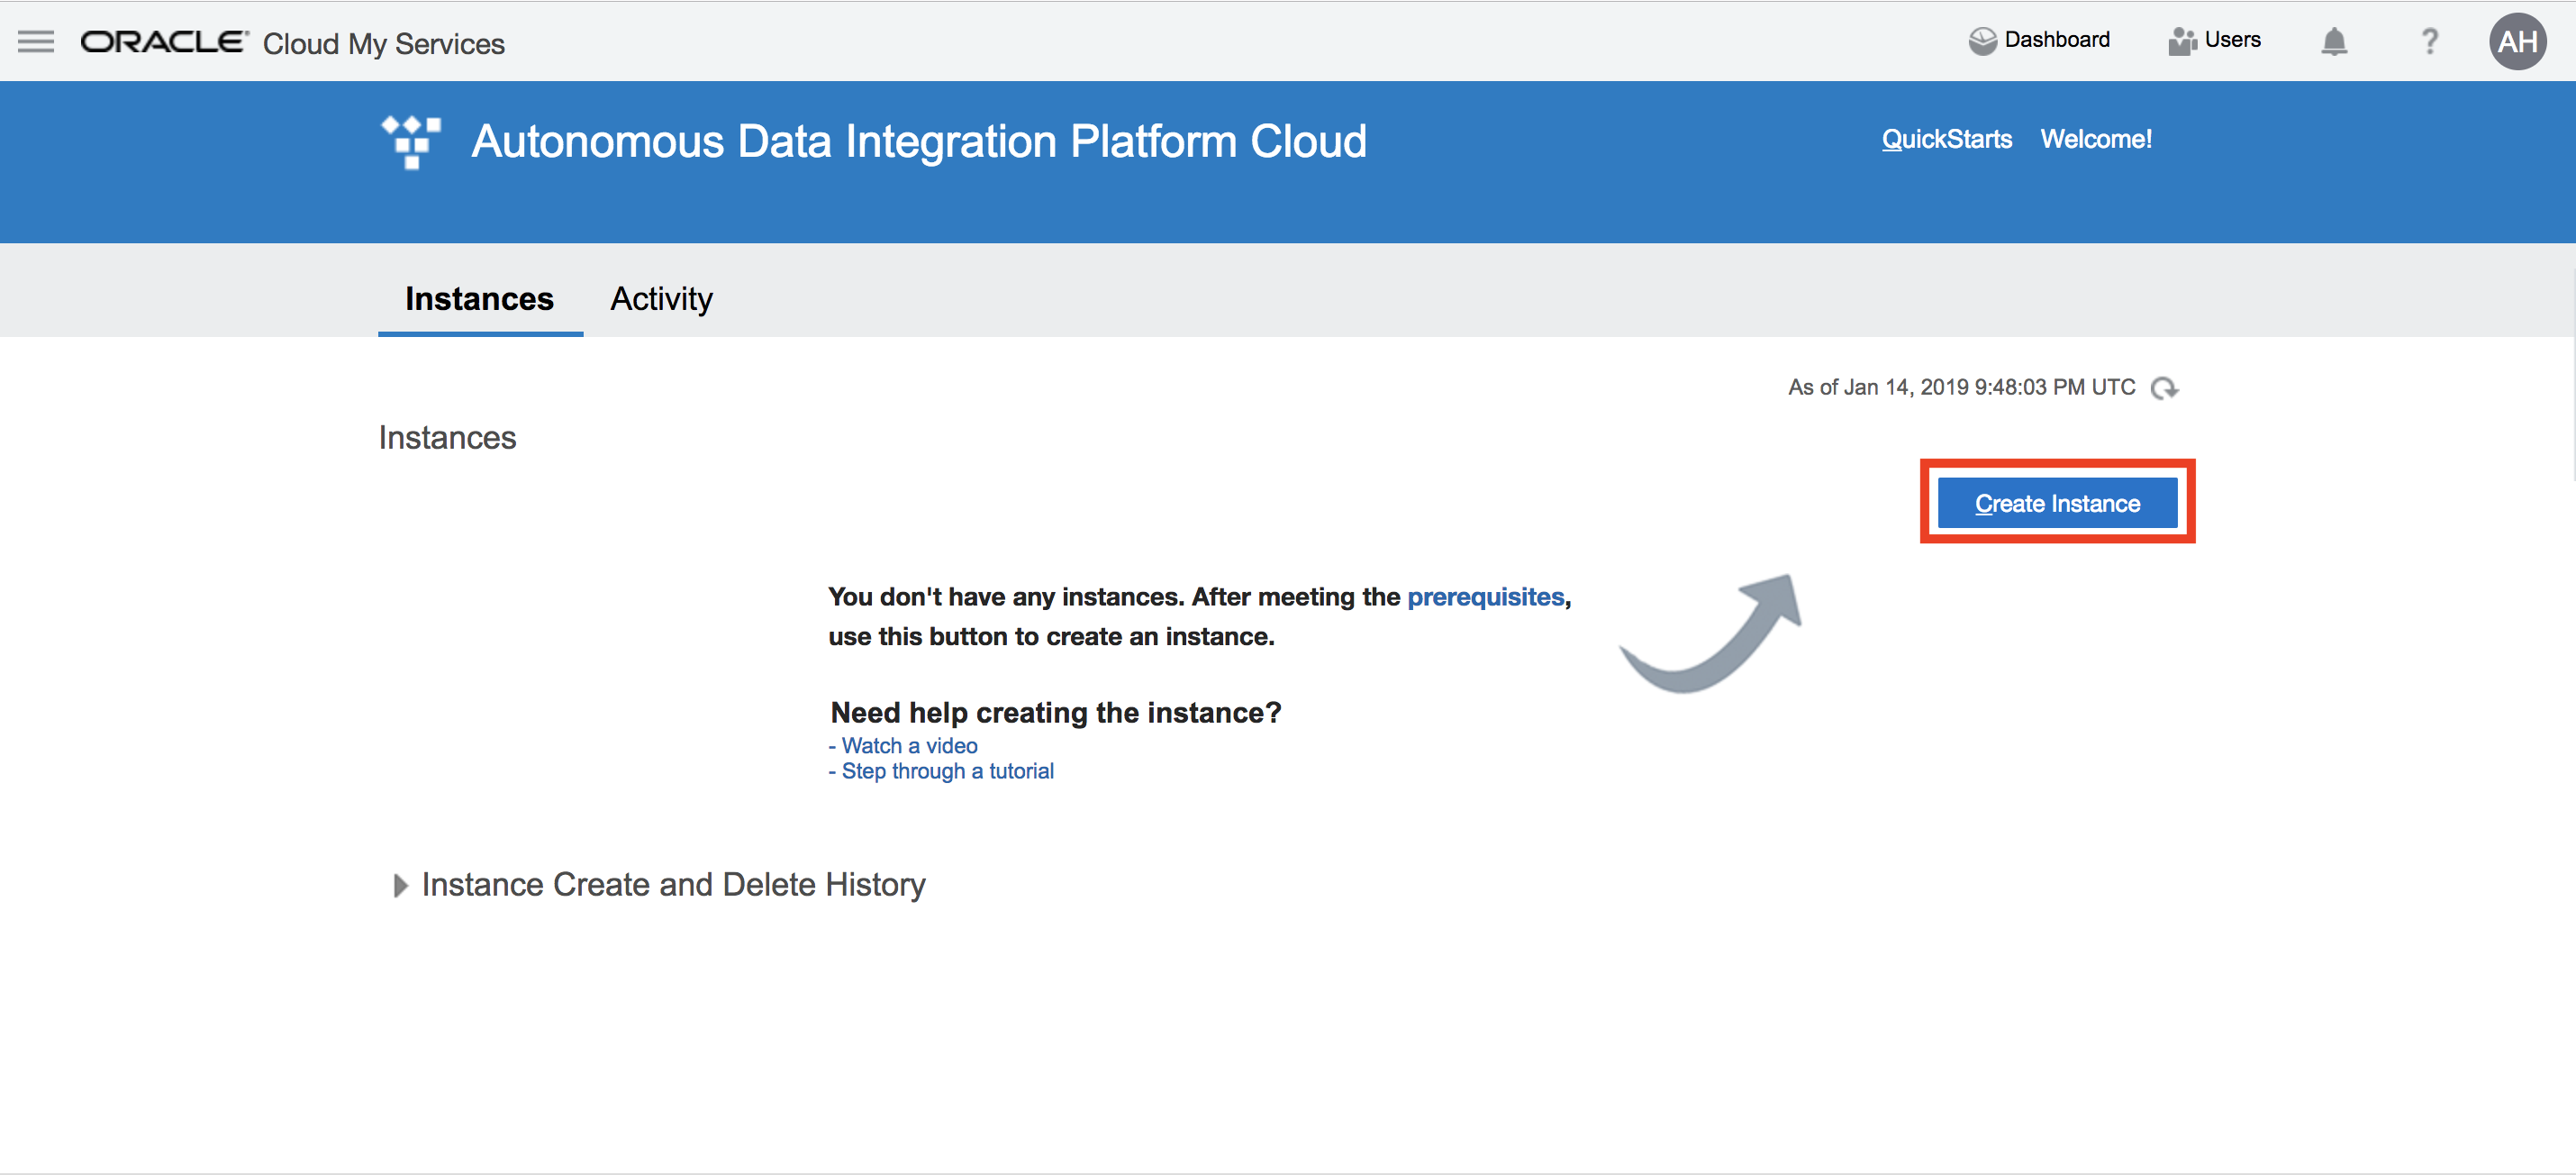 ORACLE® Cloud My Services
Dashboard
Users
?
AH
Autonomous Data Integration Platform Cloud
QuickStarts
Welcome!
Instances
Activity
As of Jan 14, 2019 9:48:03 PM UTC
Instances
Create Instance
You don't have any instances. After meeting the prerequisites,
use this button to create an instance.
Need help creating the instance?
- Watch a video
- Step through a tutorial
Instance Create and Delete History